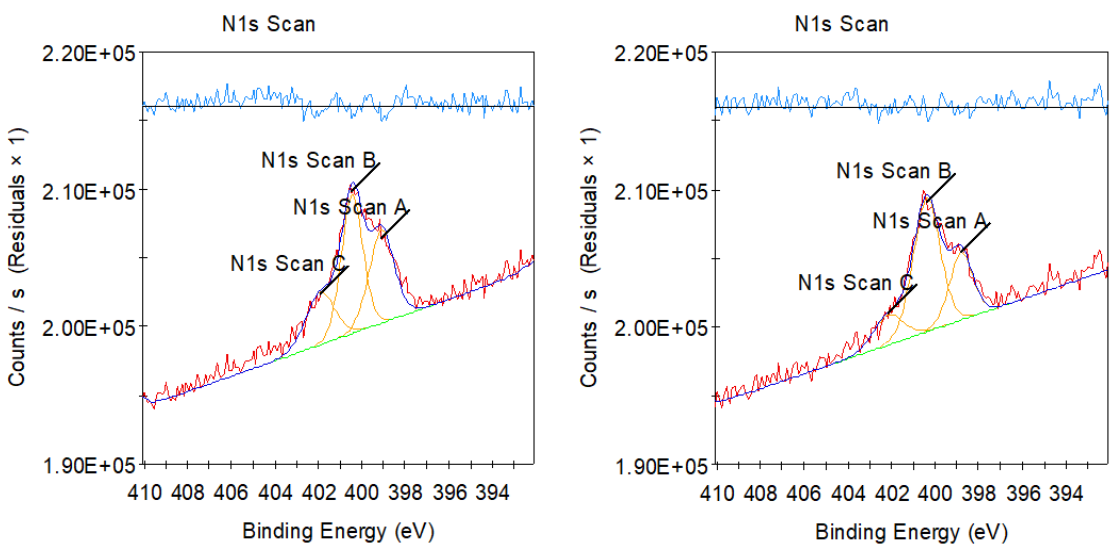 N1s Scan
2.20E+05
2.10E+05
2.00E+05
1.90E+05
Counts / s (Residuals × 1)
N1s Scan B
N1s Scan A
N1s Scan C
410 408 406 404 402 400 398 396 394
Binding Energy (eV)
N1s Scan
2.20E+05
2.10E+05
2.00E+05
1.90E+05
Counts / s (Residuals × 1)
N1s Scan B
N1s Scan A
N1s Scan C
410 408 406 404 402 400 398 396 394
Binding Energy (eV)